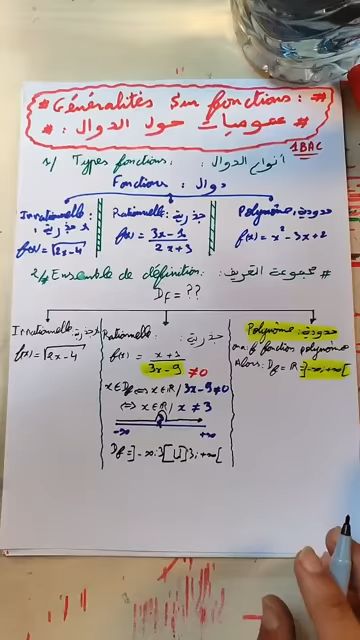 # Généralités sur fonctions : #
# عموميات حول الدوال : #
1BAC
1/ Types fonctions : أنواع الدوال :
Fonctions : دوال :
Irrationnelle :
f(x) = √2x-4
Rationnelle : جذرية :
f(x) = 3x-1 / 2x+3
Polynôme : حدودية :
f(x) = x² - 3x + 2
2/# Ensemble de définition : مجموعة التعريف : #
Df = ??
Irrationnelle :
f(x) = √2x-4
Rationnelle : جذرية :
f(x) = x+1 / 3x-9 ≠0
x ∈ Df ⇔ x ∈ ℝ / 3x-9≠0
⇔ x ∈ ℝ / x ≠ 3
-∞ 3 +∞
Df = ]-∞; 3[ U ]3; +∞[
Polynôme : حدودية :
on a f fonction polynôme
Alors : Df = ℝ = ]-∞; +∞[